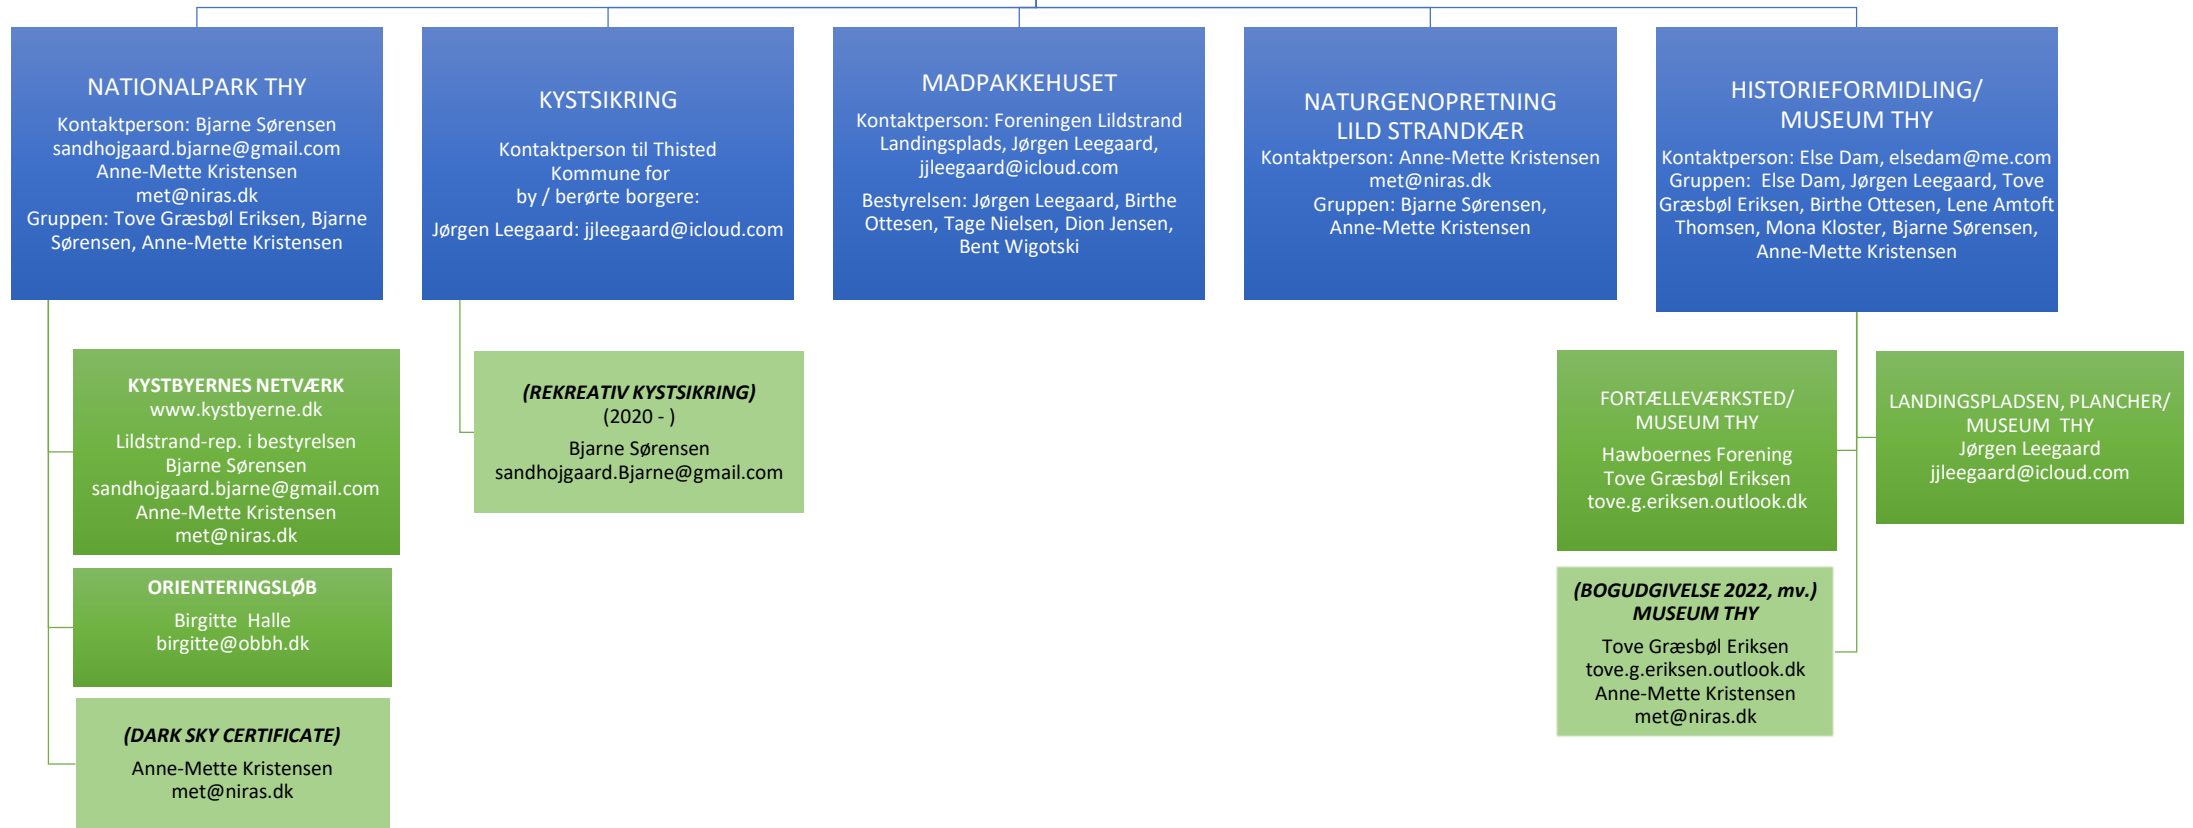 NATIONALPARK THY
Kontaktperson: Bjarne Sørensen
sandhojgaard.bjarne@gmail.com
Anne-Mette Kristensen
met@niras.dk
Gruppen: Tove Græsbøl Eriksen, Bjarne
Sørensen, Anne-Mette Kristensen
KYSTSIKRING
Kontaktperson til Thisted
Kommune for
by / berørte borgere:
Jørgen Leegaard: jjleegaard@icloud.com
MADPAKKEHUSET
Kontaktperson: Foreningen Lildstrand
Landingsplads, Jørgen Leegaard,
jjleegaard@icloud.com
Bestyrelsen: Jørgen Leegaard, Birthe
Ottesen, Tage Nielsen, Dion Jensen,
Bent Wigotski
NATURGENOPRETNING
LILD STRANDKÆR
Kontaktperson: Anne-Mette Kristensen
met@niras.dk
Gruppen: Bjarne Sørensen,
Anne-Mette Kristensen
HISTORIEFORMIDLING/
MUSEUM THY
Kontaktperson: Else Dam, elsedam@me.com
Gruppen:  Else Dam, Jørgen Leegaard, Tove
Græsbøl Eriksen, Birthe Ottesen, Lene Amtoft
Thomsen, Mona Kloster, Bjarne Sørensen,
Anne-Mette Kristensen
KYSTBYERNES NETVÆRK
www.kystbyerne.dk
Lildstrand-rep. i bestyrelsen
Bjarne Sørensen
sandhojgaard.bjarne@gmail.com
Anne-Mette Kristensen
met@niras.dk
ORIENTERINGSLØB
Birgitte  Halle
birgitte@obbh.dk
(DARK SKY CERTIFICATE)
Anne-Mette Kristensen
met@niras.dk
(REKREATIV KYSTSIKRING)
(2020 - )
Bjarne Sørensen
sandhojgaard.Bjarne@gmail.com
FORTÆLLEVÆRKSTED/
MUSEUM THY
Hawboernes Forening
Tove Græsbøl Eriksen
tove.g.eriksen.outlook.dk
LANDINGSPLADSEN, PLANCHER/
MUSEUM  THY
Jørgen Leegaard
jjleegaard@icloud.com
(BOGUDGIVELSE 2022, mv.)
MUSEUM THY
Tove Græsbøl Eriksen
tove.g.eriksen.outlook.dk
Anne-Mette Kristensen
met@niras.dk